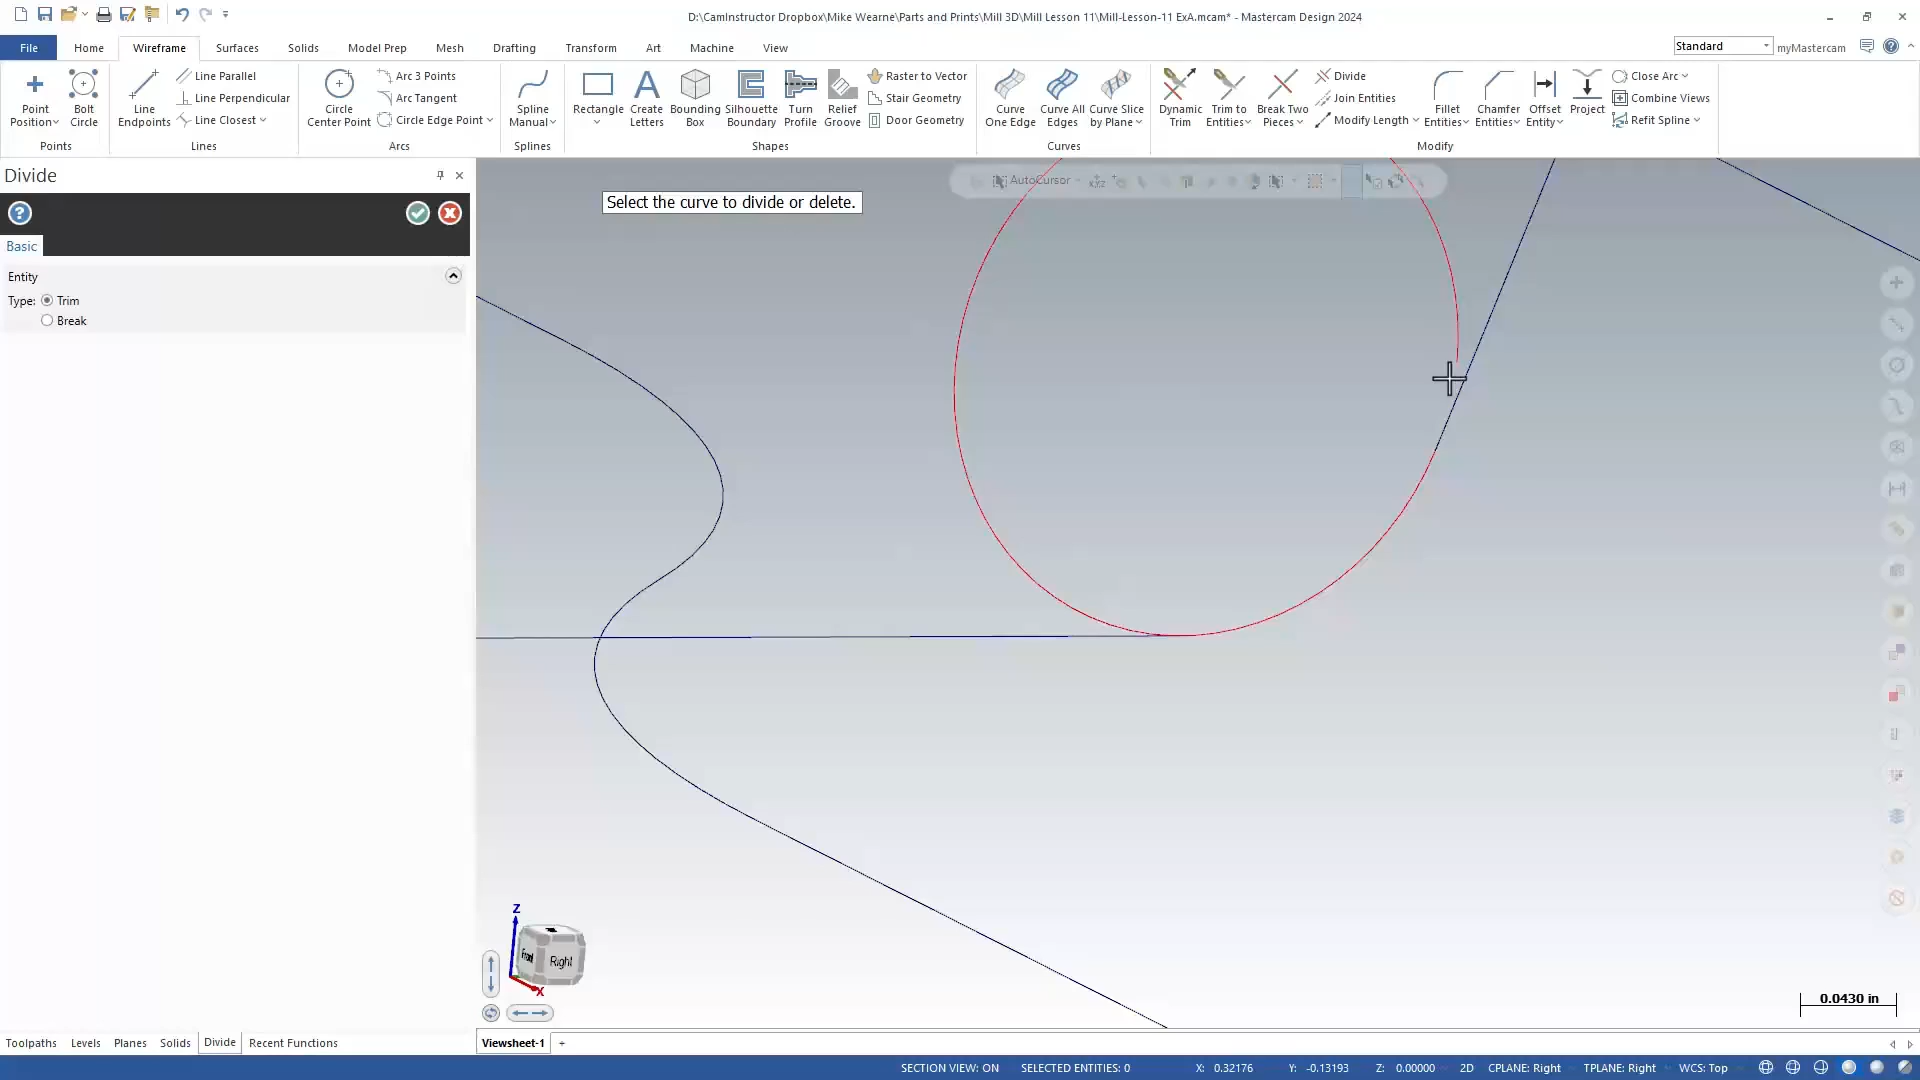 D:\CamInstructor Dropbox\Mike Wearne\Parts and Prints\Mill 3D\Mill Lesson 11\Mill-Lesson-11 ExA.mcam* - Mastercam Design 2024
File Home Wireframe Surfaces Solids Model Prep Mesh Drafting Transform Art Machine View Standard myMastercam
Point Position
Bolt Circle
Points
Line Endpoints
Line Parallel
Line Perpendicular
Line Closest
Lines
Circle Center Point
Arc 3 Points
Arc Tangent
Circle Edge Point
Arcs
Spline Manual
Splines
Rectangle
Create Letters
Bounding Box
Silhouette Boundary
Turn Profile
Relief Groove
Raster to Vector
Stair Geometry
Door Geometry
Shapes
Curve One Edge
Curve All Edges
Curve Slice by Plane
Curves
Dynamic Trim
Trim to Entities
Break Two Pieces
Divide
Join Entities
Modify Length
Fillet Entities
Chamfer Entities
Offset Entity
Project
Close Arc
Combine Views
Refit Spline
Modify
Divide
Basic
Entity
Type: Trim
Break
AutoCursor
Select the curve to divide or delete.
Z
Front
Right
X
0.0430 in
Toolpaths Levels Planes Solids Divide Recent Functions
Viewsheet-1 +
SECTION VIEW: ON SELECTED ENTITIES: 0 X: 0.32176 Y: -0.13193 Z: 0.00000 2D CPLANE: Right TPLANE: Right WCS: Top